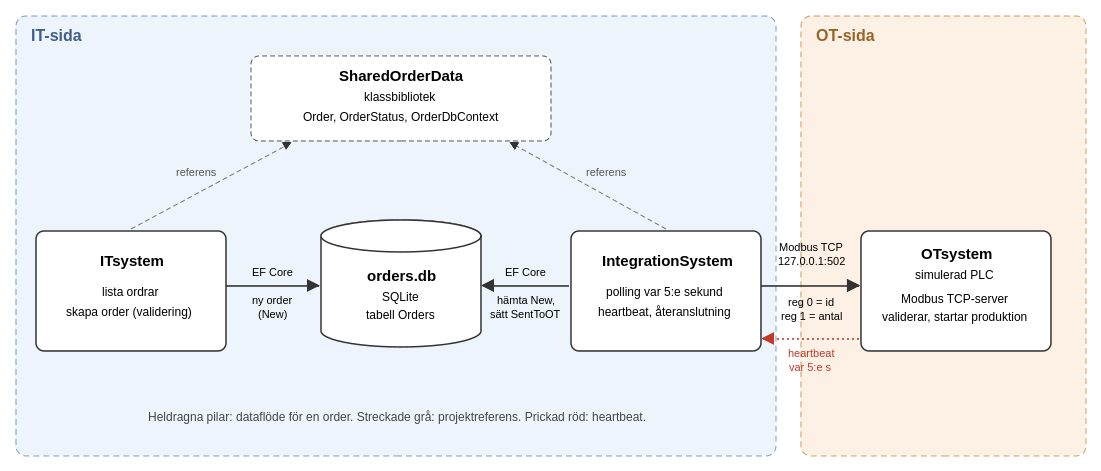 IT-sida
OT-sida
SharedOrderData
klassbibliotek
Order, OrderStatus, OrderDbContext
referens
referens
ITsystem
lista ordrar
skapa order (validering)
EF Core
ny order
(New)
orders.db
SQLite
tabell Orders
EF Core
hämta New,
sätt SentToOT
IntegrationSystem
polling var 5:e sekund
heartbeat, återanslutning
Modbus TCP
127.0.0.1:502
reg 0 = id
reg 1 = antal
heartbeat
var 5:e s
OTsystem
simulerad PLC
Modbus TCP-server
validerar, startar produktion
Heldragna pilar: dataflöde för en order. Streckade grå: projektreferens. Prickad röd: heartbeat.